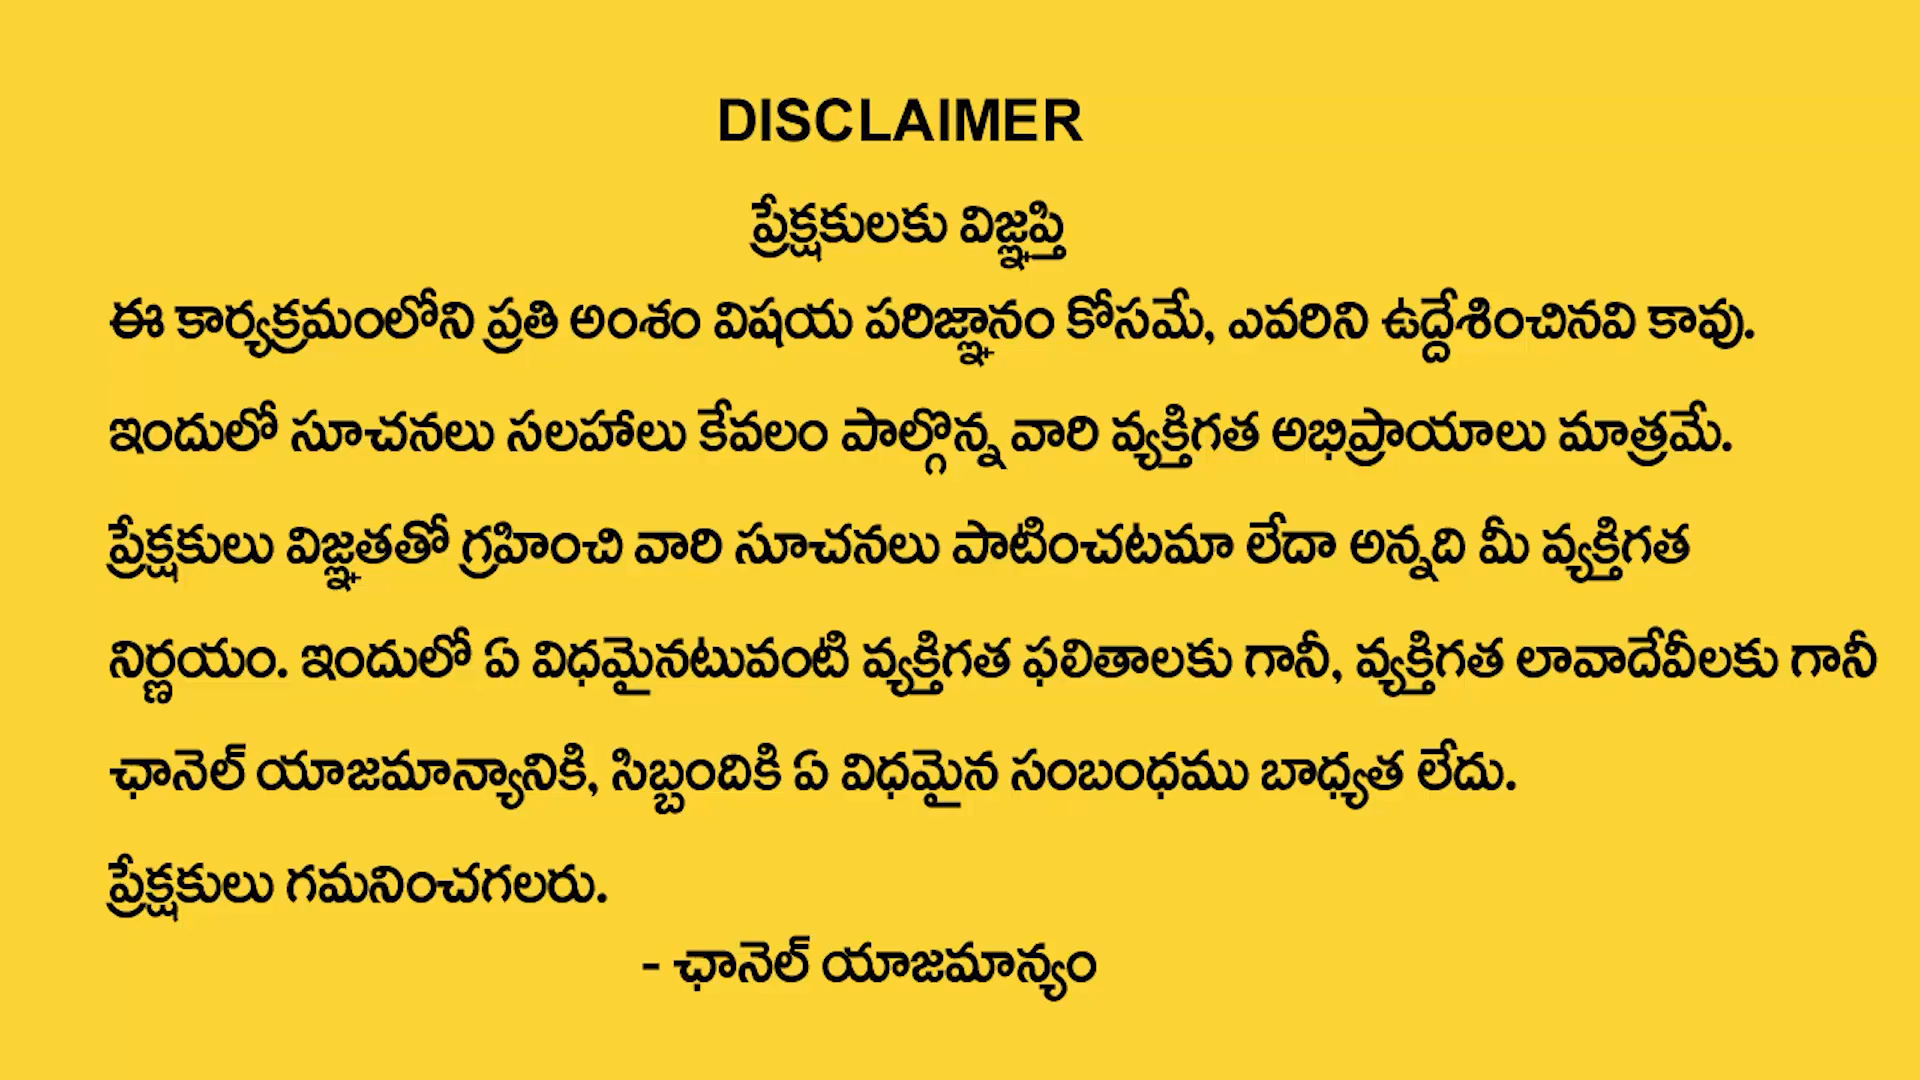 DISCLAIMER
ప్రేక్షకులకు విజ్ఞప్తి
ఈ కార్యక్రమంలోని ప్రతి అంశం విషయ పరిజ్ఞానం కోసమే, ఎవరిని ఉద్దేశించినవి కావు.
ఇందులో సూచనలు సలహాలు కేవలం పాల్గొన్న వారి వ్యక్తిగత అభిప్రాయాలు మాత్రమే.
ప్రేక్షకులు విజ్ఞతతో గ్రహించి వారి సూచనలు పాటించటమా లేదా అన్నది మీ వ్యక్తిగత
నిర్ణయం. ఇందులో ఏ విధమైనటువంటి వ్యక్తిగత ఫలితాలకు గానీ, వ్యక్తిగత లావాదేవీలకు గానీ
ఛానెల్ యాజమాన్యానికి, సిబ్బందికి ఏ విధమైన సంబంధము బాధ్యత లేదు.
ప్రేక్షకులు గమనించగలరు.
- ఛానెల్ యాజమాన్యం